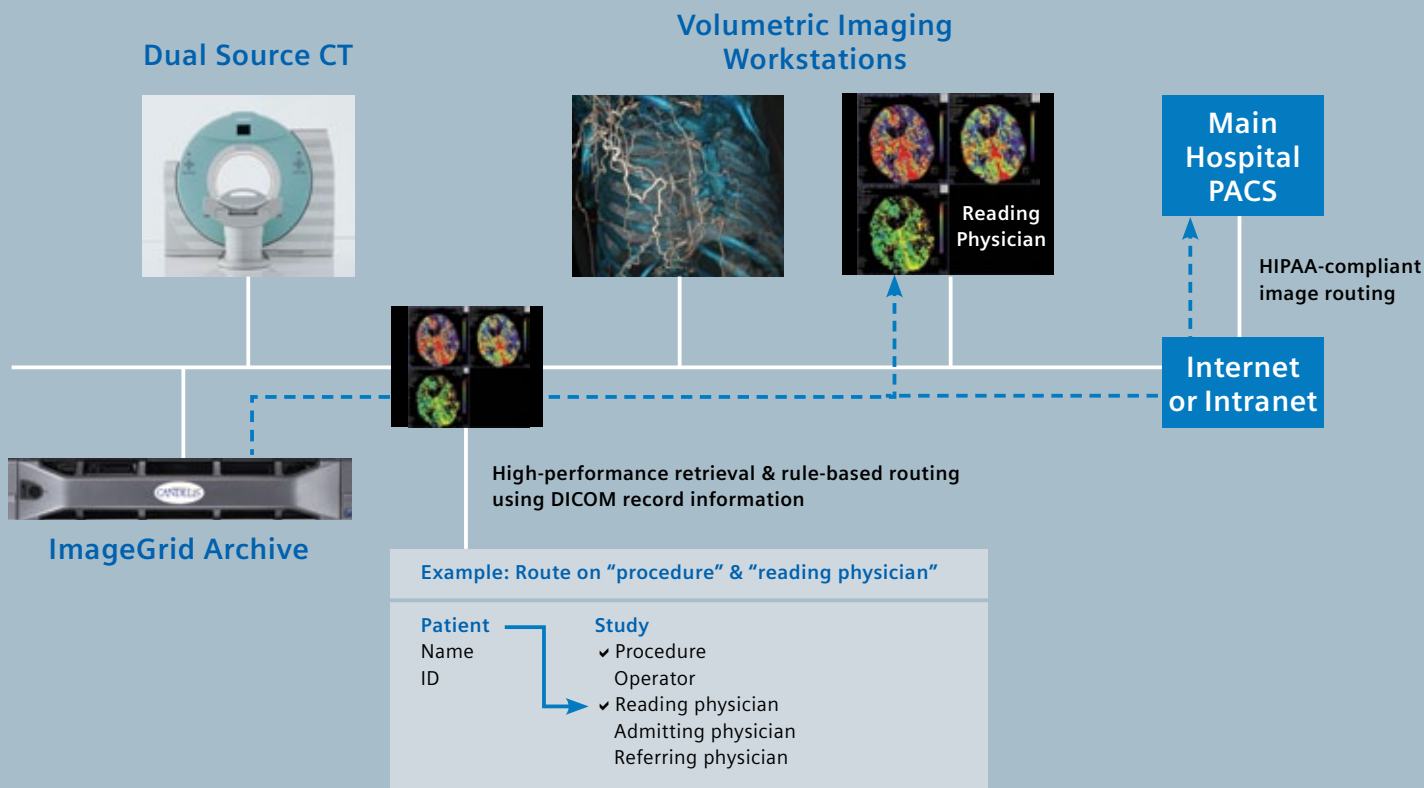 Dual Source CT
Volumetric Imaging
Workstations
Reading
Physician
Main
Hospital
PACS
HIPAA-compliant
image routing
Internet
or Intranet
CANDELIS
ImageGrid Archive
High-performance retrieval & rule-based routing
using DICOM record information
Example: Route on “procedure” & “reading physician”
Patient
Name
ID
Study
✓ Procedure
Operator
✓ Reading physician
Admitting physician
Referring physician